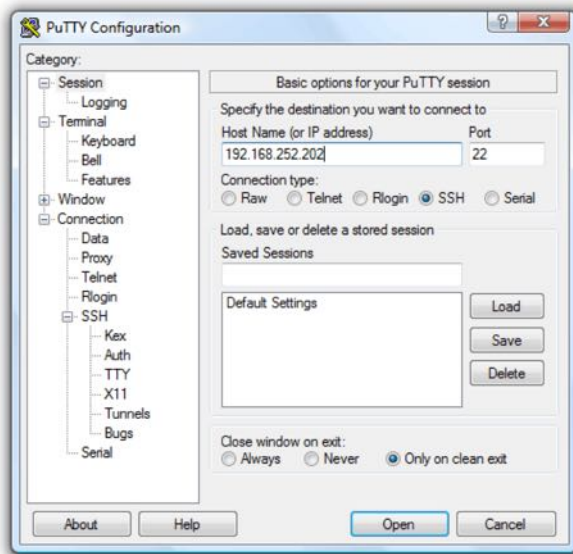 PuTTY Configuration
Category:
Session
Logging
Terminal
Keyboard
Bell
Features
Window
Connection
Data
Proxy
Telnet
Rlogin
SSH
Kex
Auth
TTY
X11
Tunnels
Bugs
Serial
Basic options for your PuTTY session
Specify the destination you want to connect to
Host Name (or IP address) Port
192.168.252.202 22
Connection type:
Raw Telnet Rlogin SSH Serial
Load, save or delete a stored session
Saved Sessions
Default Settings
Load
Save
Delete
Close window on exit:
Always Never Only on clean exit
About Help Open Cancel